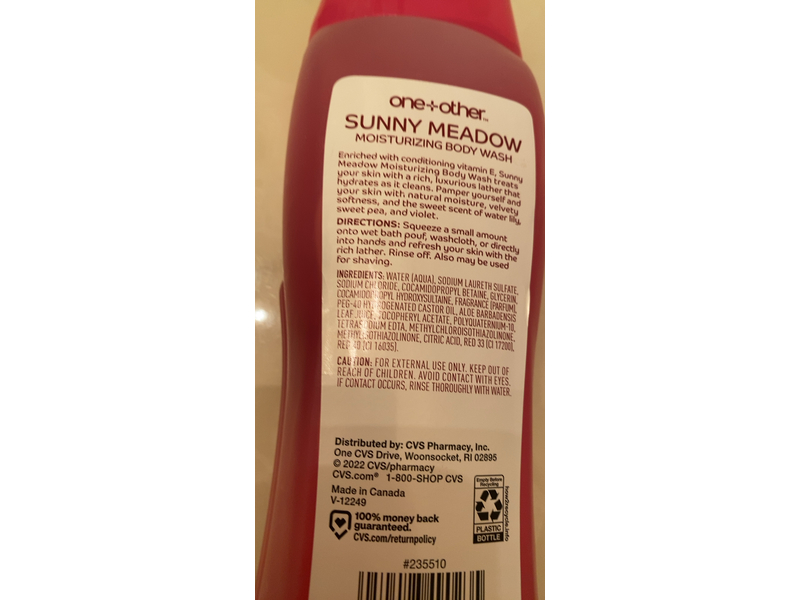 one+other™
SUNNY MEADOW
MOISTURIZING BODY WASH
Enriched with conditioning vitamin E, Sunny
Meadow Moisturizing Body Wash treats
your skin with a rich, luxurious lather that
hydrates as it cleans. Pamper yourself and
your skin with natural moisture, velvety
softness, and the sweet scent of water lily,
sweet pea, and violet.
DIRECTIONS: Squeeze a small amount
onto wet bath pouf, washcloth, or directly
into hands and refresh your skin with the
rich lather. Rinse off. Also may be used
for shaving.
INGREDIENTS: WATER (AQUA), SODIUM LAURETH SULFATE,
SODIUM CHLORIDE, COCAMIDOPROPYL BETAINE, GLYCERIN,
COCAMIDOPROPYL HYDROXYSULTAINE, FRAGRANCE (PARFUM),
PEG-40 HYDROGENATED CASTOR OIL, ALOE BARBADENSIS
LEAF JUICE, TOCOPHERYL ACETATE, POLYQUATERNIUM-10,
TETRASODIUM EDTA, METHYLCHLOROISOTHIAZOLINONE,
METHYLISOTHIAZOLINONE, CITRIC ACID, RED 33 (CI 17200),
RED 40 (CI 16035).
CAUTION: FOR EXTERNAL USE ONLY. KEEP OUT OF
REACH OF CHILDREN. AVOID CONTACT WITH EYES.
IF CONTACT OCCURS, RINSE THOROUGHLY WITH WATER.
Distributed by: CVS Pharmacy, Inc.
One CVS Drive, Woonsocket, RI 02895
© 2022 CVS/pharmacy
CVS.com® 1-800-SHOP CVS
Made in Canada
V-12249
100% money back
guaranteed.
CVS.com/returnpolicy
Empty Before
Recycling
PLASTIC
BOTTLE
how2recycle.info
#235510